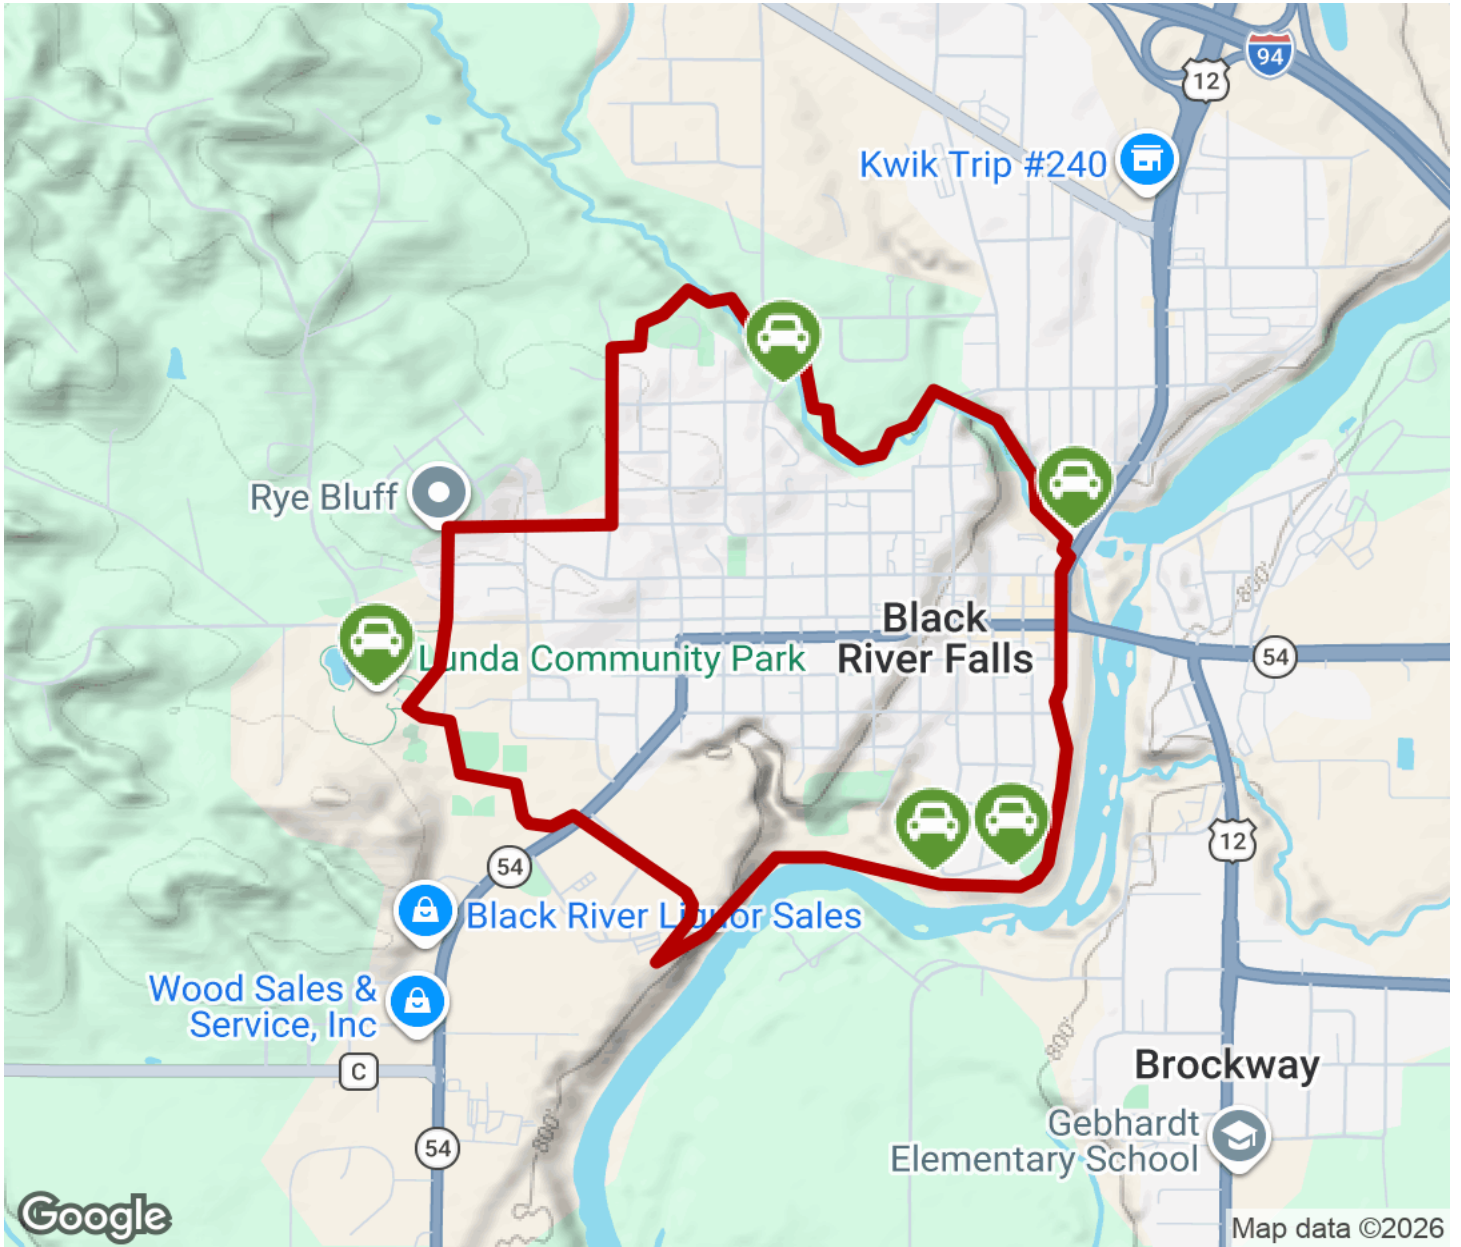 94
12
Kwik Trip #240
Rye Bluff
800'
Black
River Falls
Lunda Community Park
54
12
54
Black River Liquor Sales
Wood Sales &
Service, Inc
800'
Brockway
C
800'
Gebhardt
Elementary School
54
Google
Map data ©2026